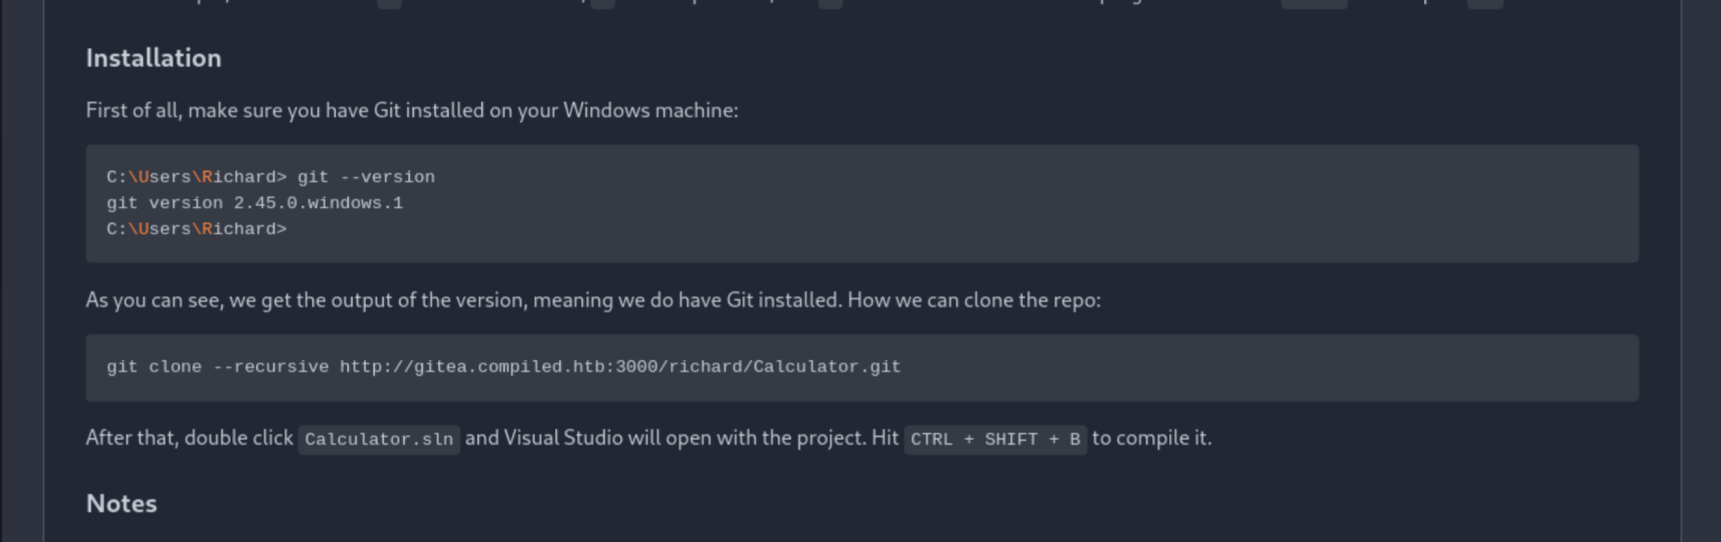 Installation
First of all, make sure you have Git installed on your Windows machine:
C:\Users\Richard> git --version
git version 2.45.0.windows.1
C:\Users\Richard>
As you can see, we get the output of the version, meaning we do have Git installed. How we can clone the repo:
git clone --recursive http://gitea.compiled.htb:3000/richard/Calculator.git
After that, double click Calculator.sln and Visual Studio will open with the project. Hit CTRL + SHIFT + B to compile it.
Notes